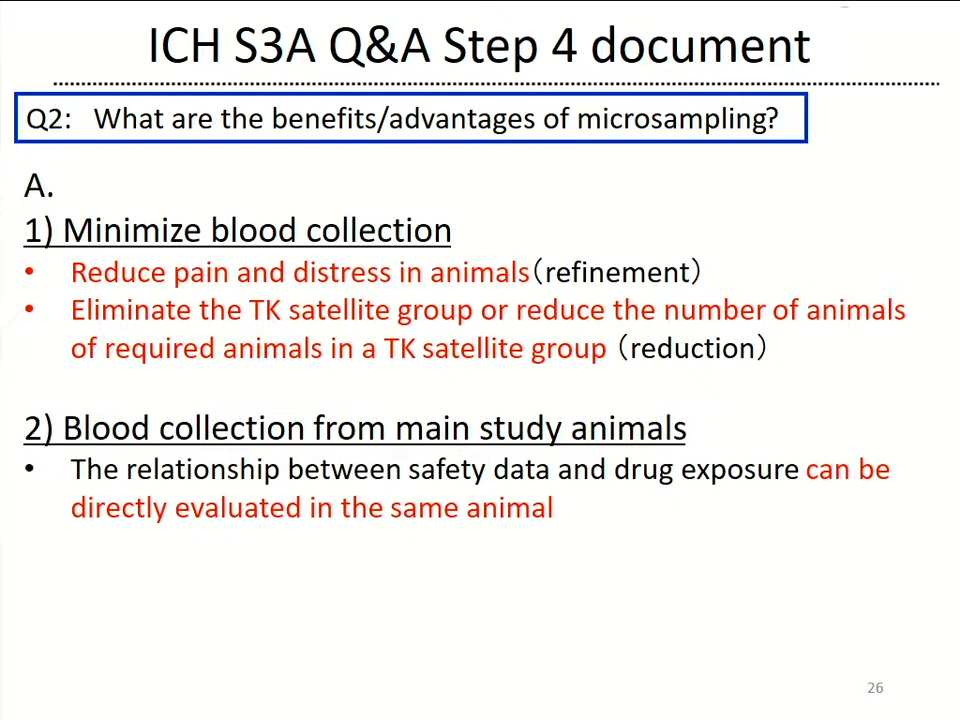 ICH S3A Q&A Step 4 document
Q2: What are the benefits/advantages of microsampling?
A.
1) Minimize blood collection
• Reduce pain and distress in animals（refinement）
• Eliminate the TK satellite group or reduce the number of animals
of required animals in a TK satellite group（reduction）
2) Blood collection from main study animals
• The relationship between safety data and drug exposure can be
directly evaluated in the same animal
26